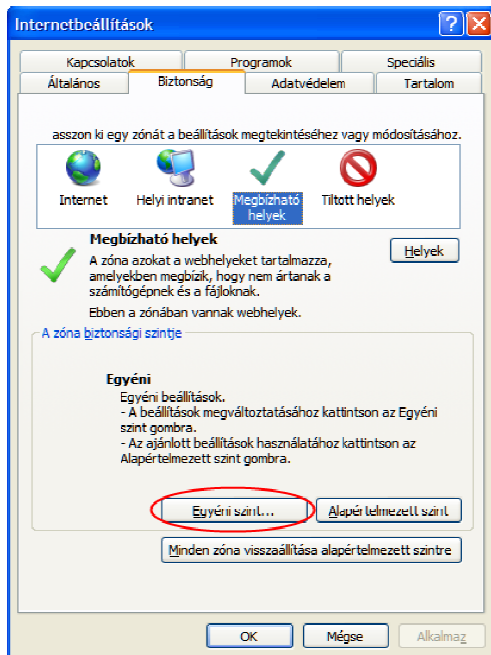 Internetbeállítások
Kapcsolatok Programok Speciális
Általános Biztonság Adatvédelem Tartalom
asszon ki egy zónát a beállítások megtekintéséhez vagy módosításához.
Internet Helyi intranet Megbízható helyek Tiltott helyek
Megbízható helyek
Helyek
A zóna azokat a webhelyeket tartalmazza,
amelyekben megbízik, hogy nem ártanak a
számítógépnek és a fájloknak.
Ebben a zónában vannak webhelyek.
A zóna biztonsági szintje
Egyéni
Egyéni beállítások.
- A beállítások megváltoztatásához kattintson az Egyéni
szint gombra.
- Az ajánlott beállítások használatához kattintson az
Alapértelmezett szint gombra.
Egyéni szint... Alapértelmezett szint
Minden zóna visszaállítása alapértelmezett szintre
OK Mégse Alkalmaz